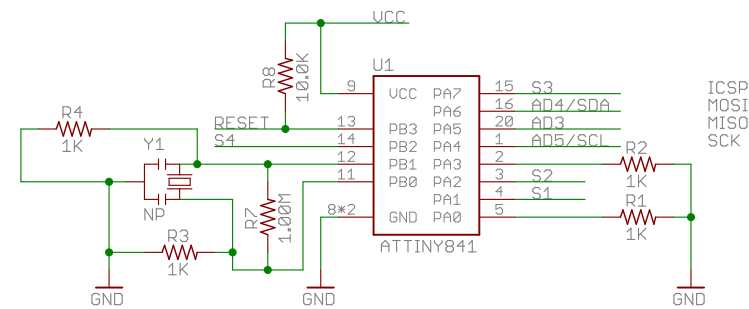 VCC
U1
R8
10.0K
9
VCC
PA7
15
S3
ICSP
PA6
16
AD4/SDA
MOSI
R4
1K
RESET
13
PB3
PA5
20
AD3
MISO
S4
14
PB2
PA4
1
AD5/SCL
SCK
Y1
12
PB1
PA3
2
R2
1K
11
PB0
PA2
3
S2
PA1
4
S1
NP
R7
1.00M
8*2
GND
PA0
5
R1
1K
R3
1K
ATTINY841
GND
GND
GND